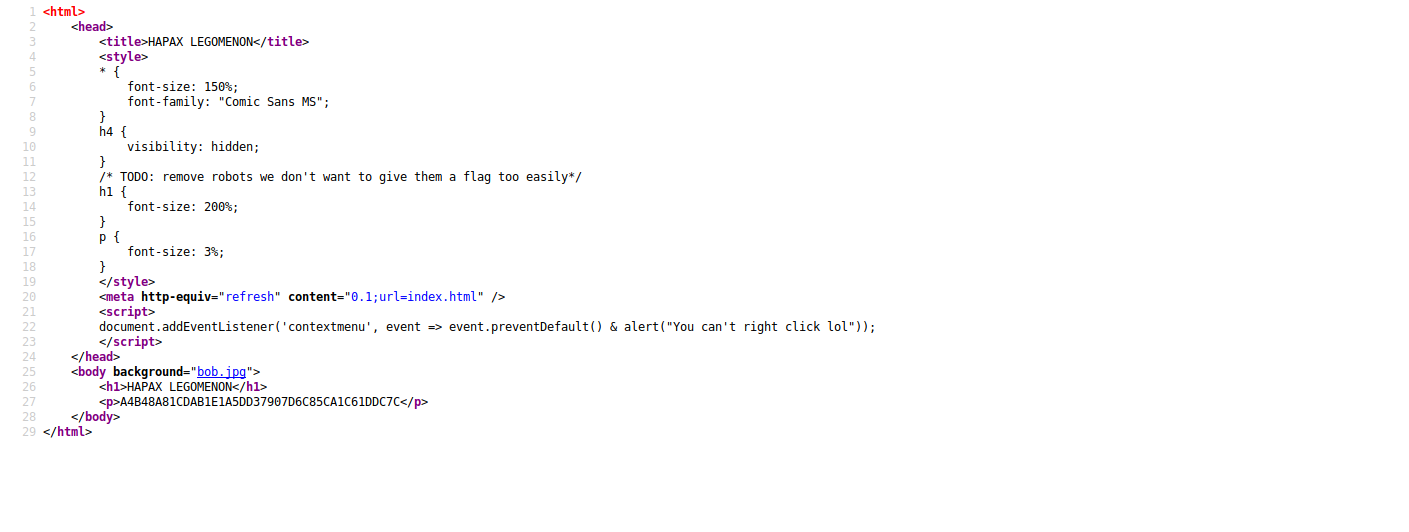 1 <html>
2 <head>
3 <title>HAPAX LEGOMENON</title>
4 <style>
5 * {
6 font-size: 150%;
7 font-family: "Comic Sans MS";
8 }
9 h4 {
10 visibility: hidden;
11 }
12 /* TODO: remove robots we don't want to give them a flag too easily*/
13 h1 {
14 font-size: 200%;
15 }
16 p {
17 font-size: 3%;
18 }
19 </style>
20 <meta http-equiv="refresh" content="0.1;url=index.html" />
21 <script>
22 document.addEventListener('contextmenu', event => event.preventDefault() & alert("You can't right click lol"));
23 </script>
24 </head>
25 <body background="bob.jpg">
26 <h1>HAPAX LEGOMENON</h1>
27 <p>A4B48A81CDAB1E1A5DD37907D6C85CA1C61DDC7C</p>
28 </body>
29 </html>